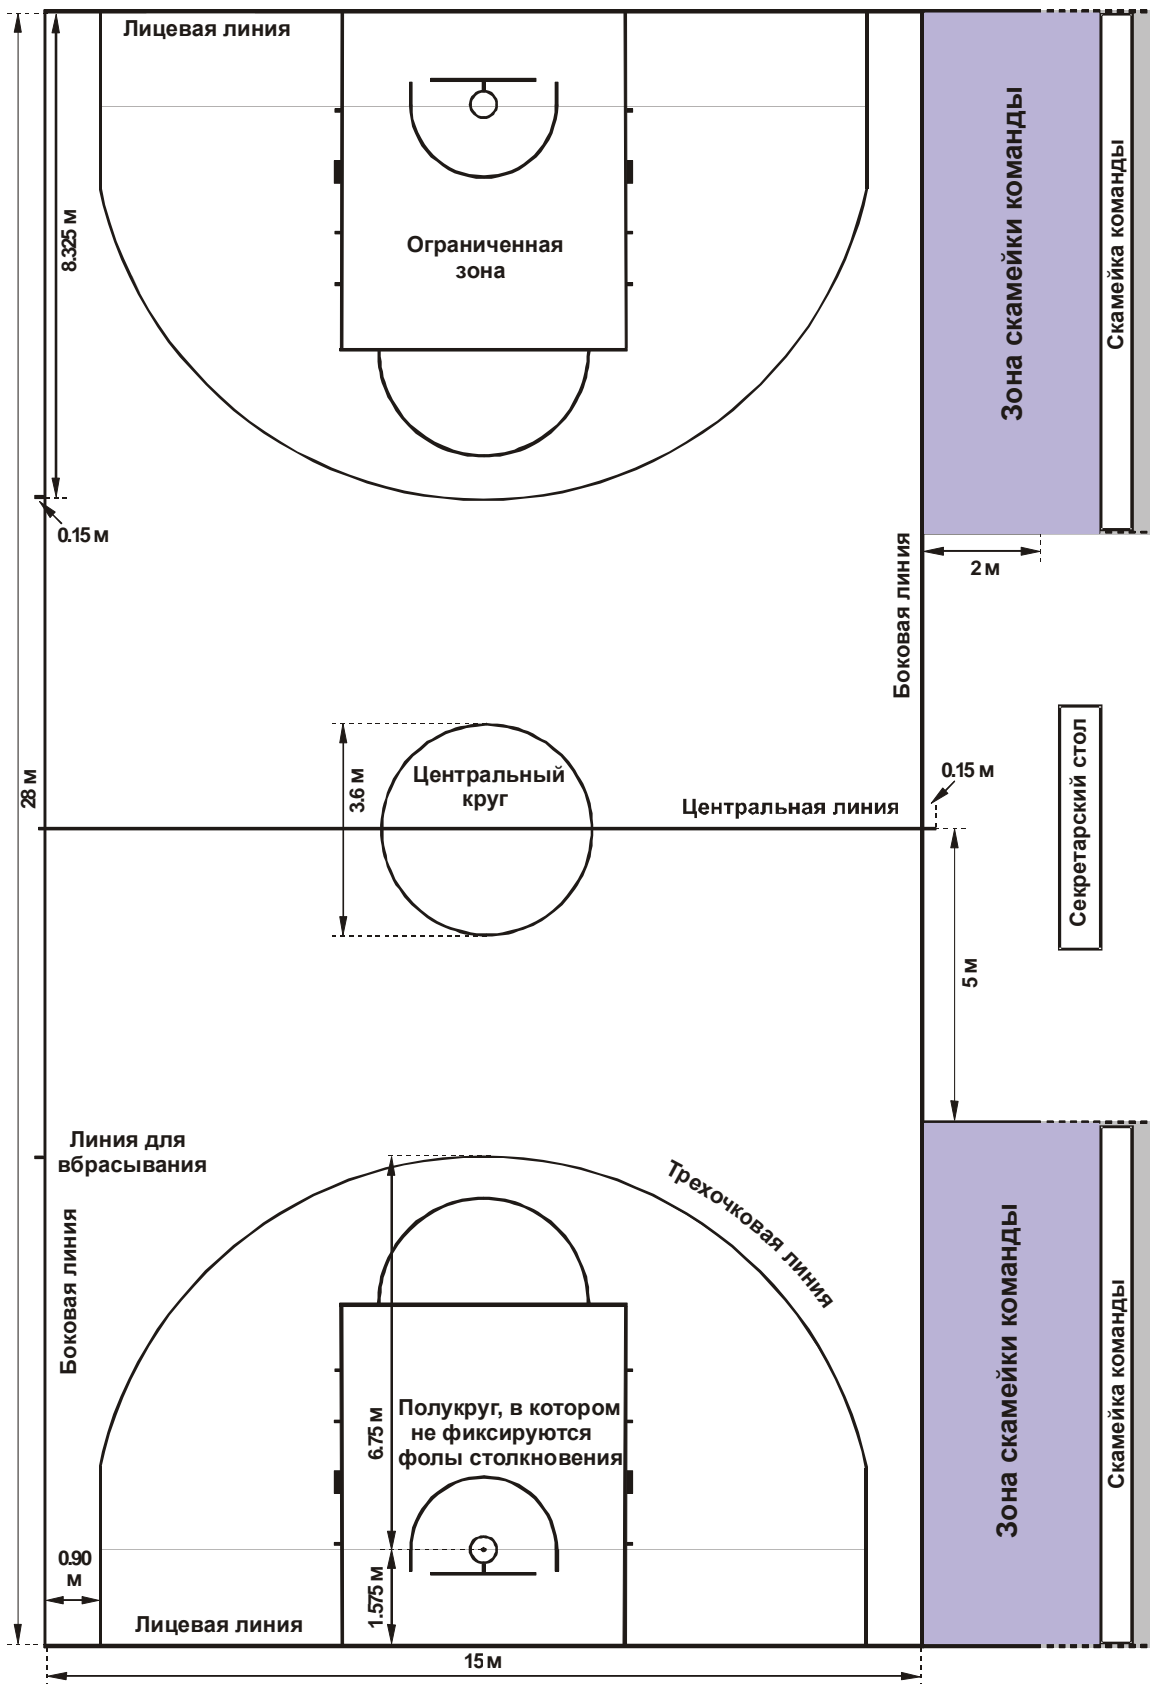 Лицевая линия
8.325 м
Ограниченная
зона
Зона скамейки команды
Скамейка команды
0.15 м
2 м
Боковая линия
28 м
3.6 м
Центральный
круг
Центральная линия
0.15 м
Секретарский стол
5 м
Линия для
вбрасывания
Трехочковая линия
Боковая линия
Зона скамейки команды
Скамейка команды
6.75 м
Полукруг, в котором
не фиксируются
фолы столкновения
0.90
м
1.575 м
Лицевая линия
15 м